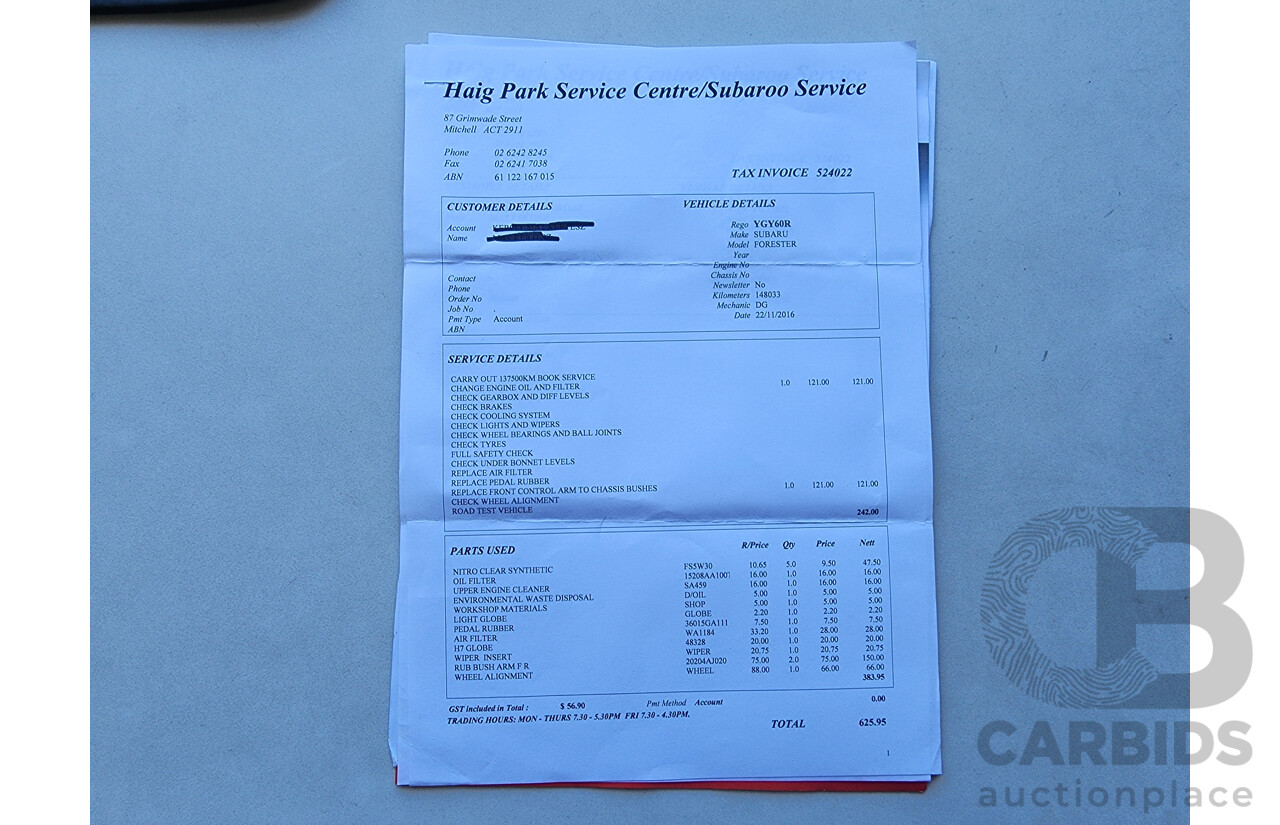 Haig Park Service Centre/Subaroo Service
87 Grimwade Street
Mitchell ACT 2911
Phone 02 6242 8245
Fax 02 6241 7038
ABN 61 122 167 015
TAX INVOICE 524022
CUSTOMER DETAILS
Account
Name
Contact
Phone
Order No
Job No .
Pmt Type Account
ABN
VEHICLE DETAILS
Rego YGY60R
Make SUBARU
Model FORESTER
Year
Engine No
Chassis No
Newsletter No
Kilometers 148033
Mechanic DG
Date 22/11/2016
SERVICE DETAILS
CARRY OUT 137500KM BOOK SERVICE 1.0 121.00 121.00
CHANGE ENGINE OIL AND FILTER
CHECK GEARBOX AND DIFF LEVELS
CHECK BRAKES
CHECK COOLING SYSTEM
CHECK LIGHTS AND WIPERS
CHECK WHEEL BEARINGS AND BALL JOINTS
CHECK TYRES
FULL SAFETY CHECK
CHECK UNDER BONNET LEVELS
REPLACE AIR FILTER
REPLACE PEDAL RUBBER
REPLACE FRONT CONTROL ARM TO CHASSIS BUSHES 1.0 121.00 121.00
CHECK WHEEL ALIGNMENT
ROAD TEST VEHICLE 242.00
PARTS USED R/Price Qty Price Nett
NITRO CLEAR SYNTHETIC FS5W30 10.65 5.0 9.50 47.50
OIL FILTER 15208AA100 16.00 1.0 16.00 16.00
UPPER ENGINE CLEANER SA459 16.00 1.0 16.00 16.00
ENVIRONMENTAL WASTE DISPOSAL D/OIL 5.00 1.0 5.00 5.00
WORKSHOP MATERIALS SHOP 5.00 1.0 5.00 5.00
LIGHT GLOBE GLOBE 2.20 1.0 2.20 2.20
PEDAL RUBBER 36015GA111 7.50 1.0 7.50 7.50
AIR FILTER WA1184 33.20 1.0 28.00 28.00
H7 GLOBE 48328 20.00 1.0 20.00 20.00
WIPER INSERT WIPER 20.75 1.0 20.75 20.75
RUB BUSH ARM F R 20204AJ020 75.00 2.0 75.00 150.00
WHEEL ALIGNMENT WHEEL 88.00 1.0 66.00 66.00
383.95
GST included in Total : $ 56.90 Pmt Method Account 0.00
TRADING HOURS: MON - THURS 7.30 - 5.30PM FRI 7.30 - 4.30PM.
TOTAL 625.95
1
CARBIDS
auctionplace